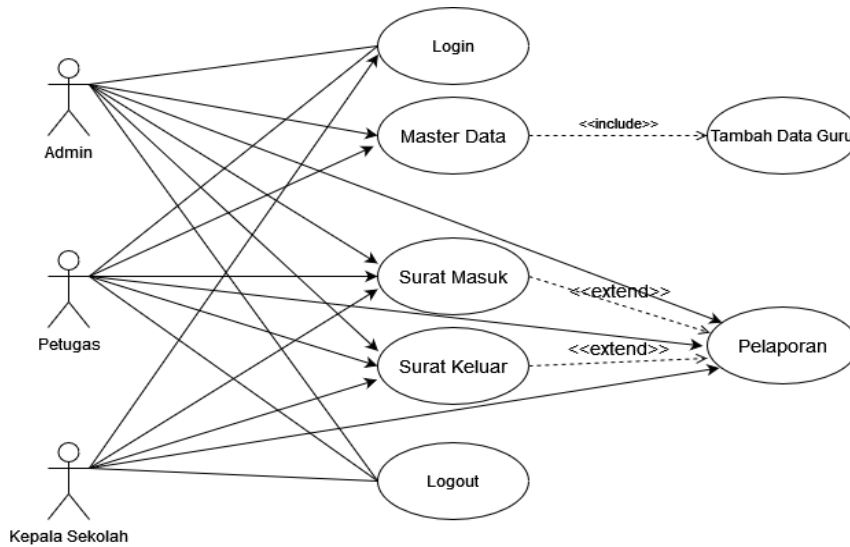 Login
Admin
Master Data
<<include>>
Tambah Data Guru
Petugas
Surat Masuk
<<extend>>
Surat Keluar
<<extend>>
Pelaporan
Kepala Sekolah
Logout